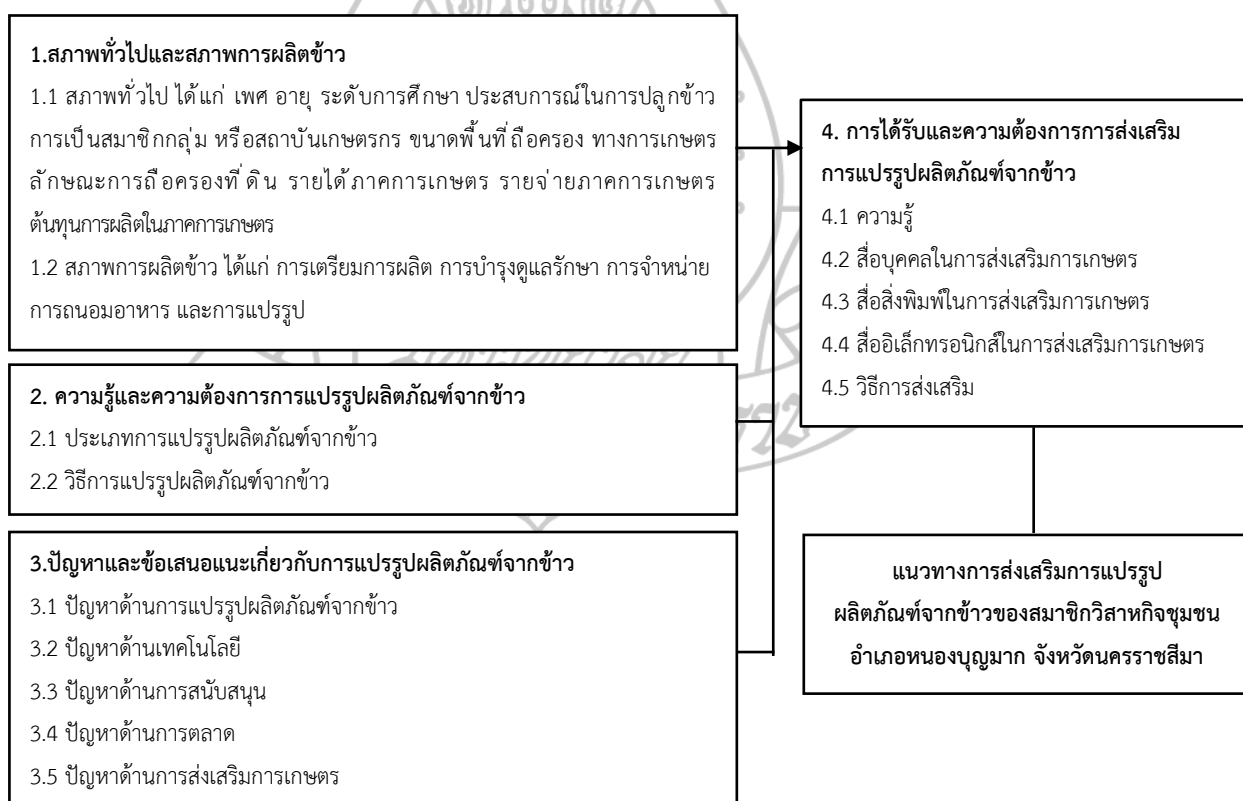 1.สภาพทั่วไปและสภาพการผลิตข้าว
1.1 สภาพทั่วไป ได้แก่ เพศ อายุ ระดับการศึกษา ประสบการณ์ในการปลูกข้าว
การเป็นสมาชิกกลุ่ม หรือสถาบันเกษตรกร ขนาดพื้นที่ถือครอง ทางการเกษตร
ลักษณะการถือครองที่ดิน รายได้ภาคการเกษตร รายจ่ายภาคการเกษตร
ต้นทุนการผลิตในภาคการเกษตร
1.2 สภาพการผลิตข้าว ได้แก่ การเตรียมการผลิต การบำรุงดูแลรักษา การจำหน่าย
การถนอมอาหาร และการแปรรูป
2. ความรู้และความต้องการการแปรรูปผลิตภัณฑ์จากข้าว
2.1 ประเภทการแปรรูปผลิตภัณฑ์จากข้าว
2.2 วิธีการแปรรูปผลิตภัณฑ์จากข้าว
3.ปัญหาและข้อเสนอแนะเกี่ยวกับการแปรรูปผลิตภัณฑ์จากข้าว
3.1 ปัญหาด้านการแปรรูปผลิตภัณฑ์จากข้าว
3.2 ปัญหาด้านเทคโนโลยี
3.3 ปัญหาด้านการสนับสนุน
3.4 ปัญหาด้านการตลาด
3.5 ปัญหาด้านการส่งเสริมการเกษตร
4. การได้รับและความต้องการการส่งเสริม
การแปรรูปผลิตภัณฑ์จากข้าว
4.1 ความรู้
4.2 สื่อบุคคลในการส่งเสริมการเกษตร
4.3 สื่อสิ่งพิมพ์ในการส่งเสริมการเกษตร
4.4 สื่ออิเล็กทรอนิกส์ในการส่งเสริมการเกษตร
4.5 วิธีการส่งเสริม
แนวทางการส่งเสริมการแปรรูป
ผลิตภัณฑ์จากข้าวของสมาชิกวิสาหกิจชุมชน
อำเภอหนองบุญมาก จังหวัดนครราชสีมา